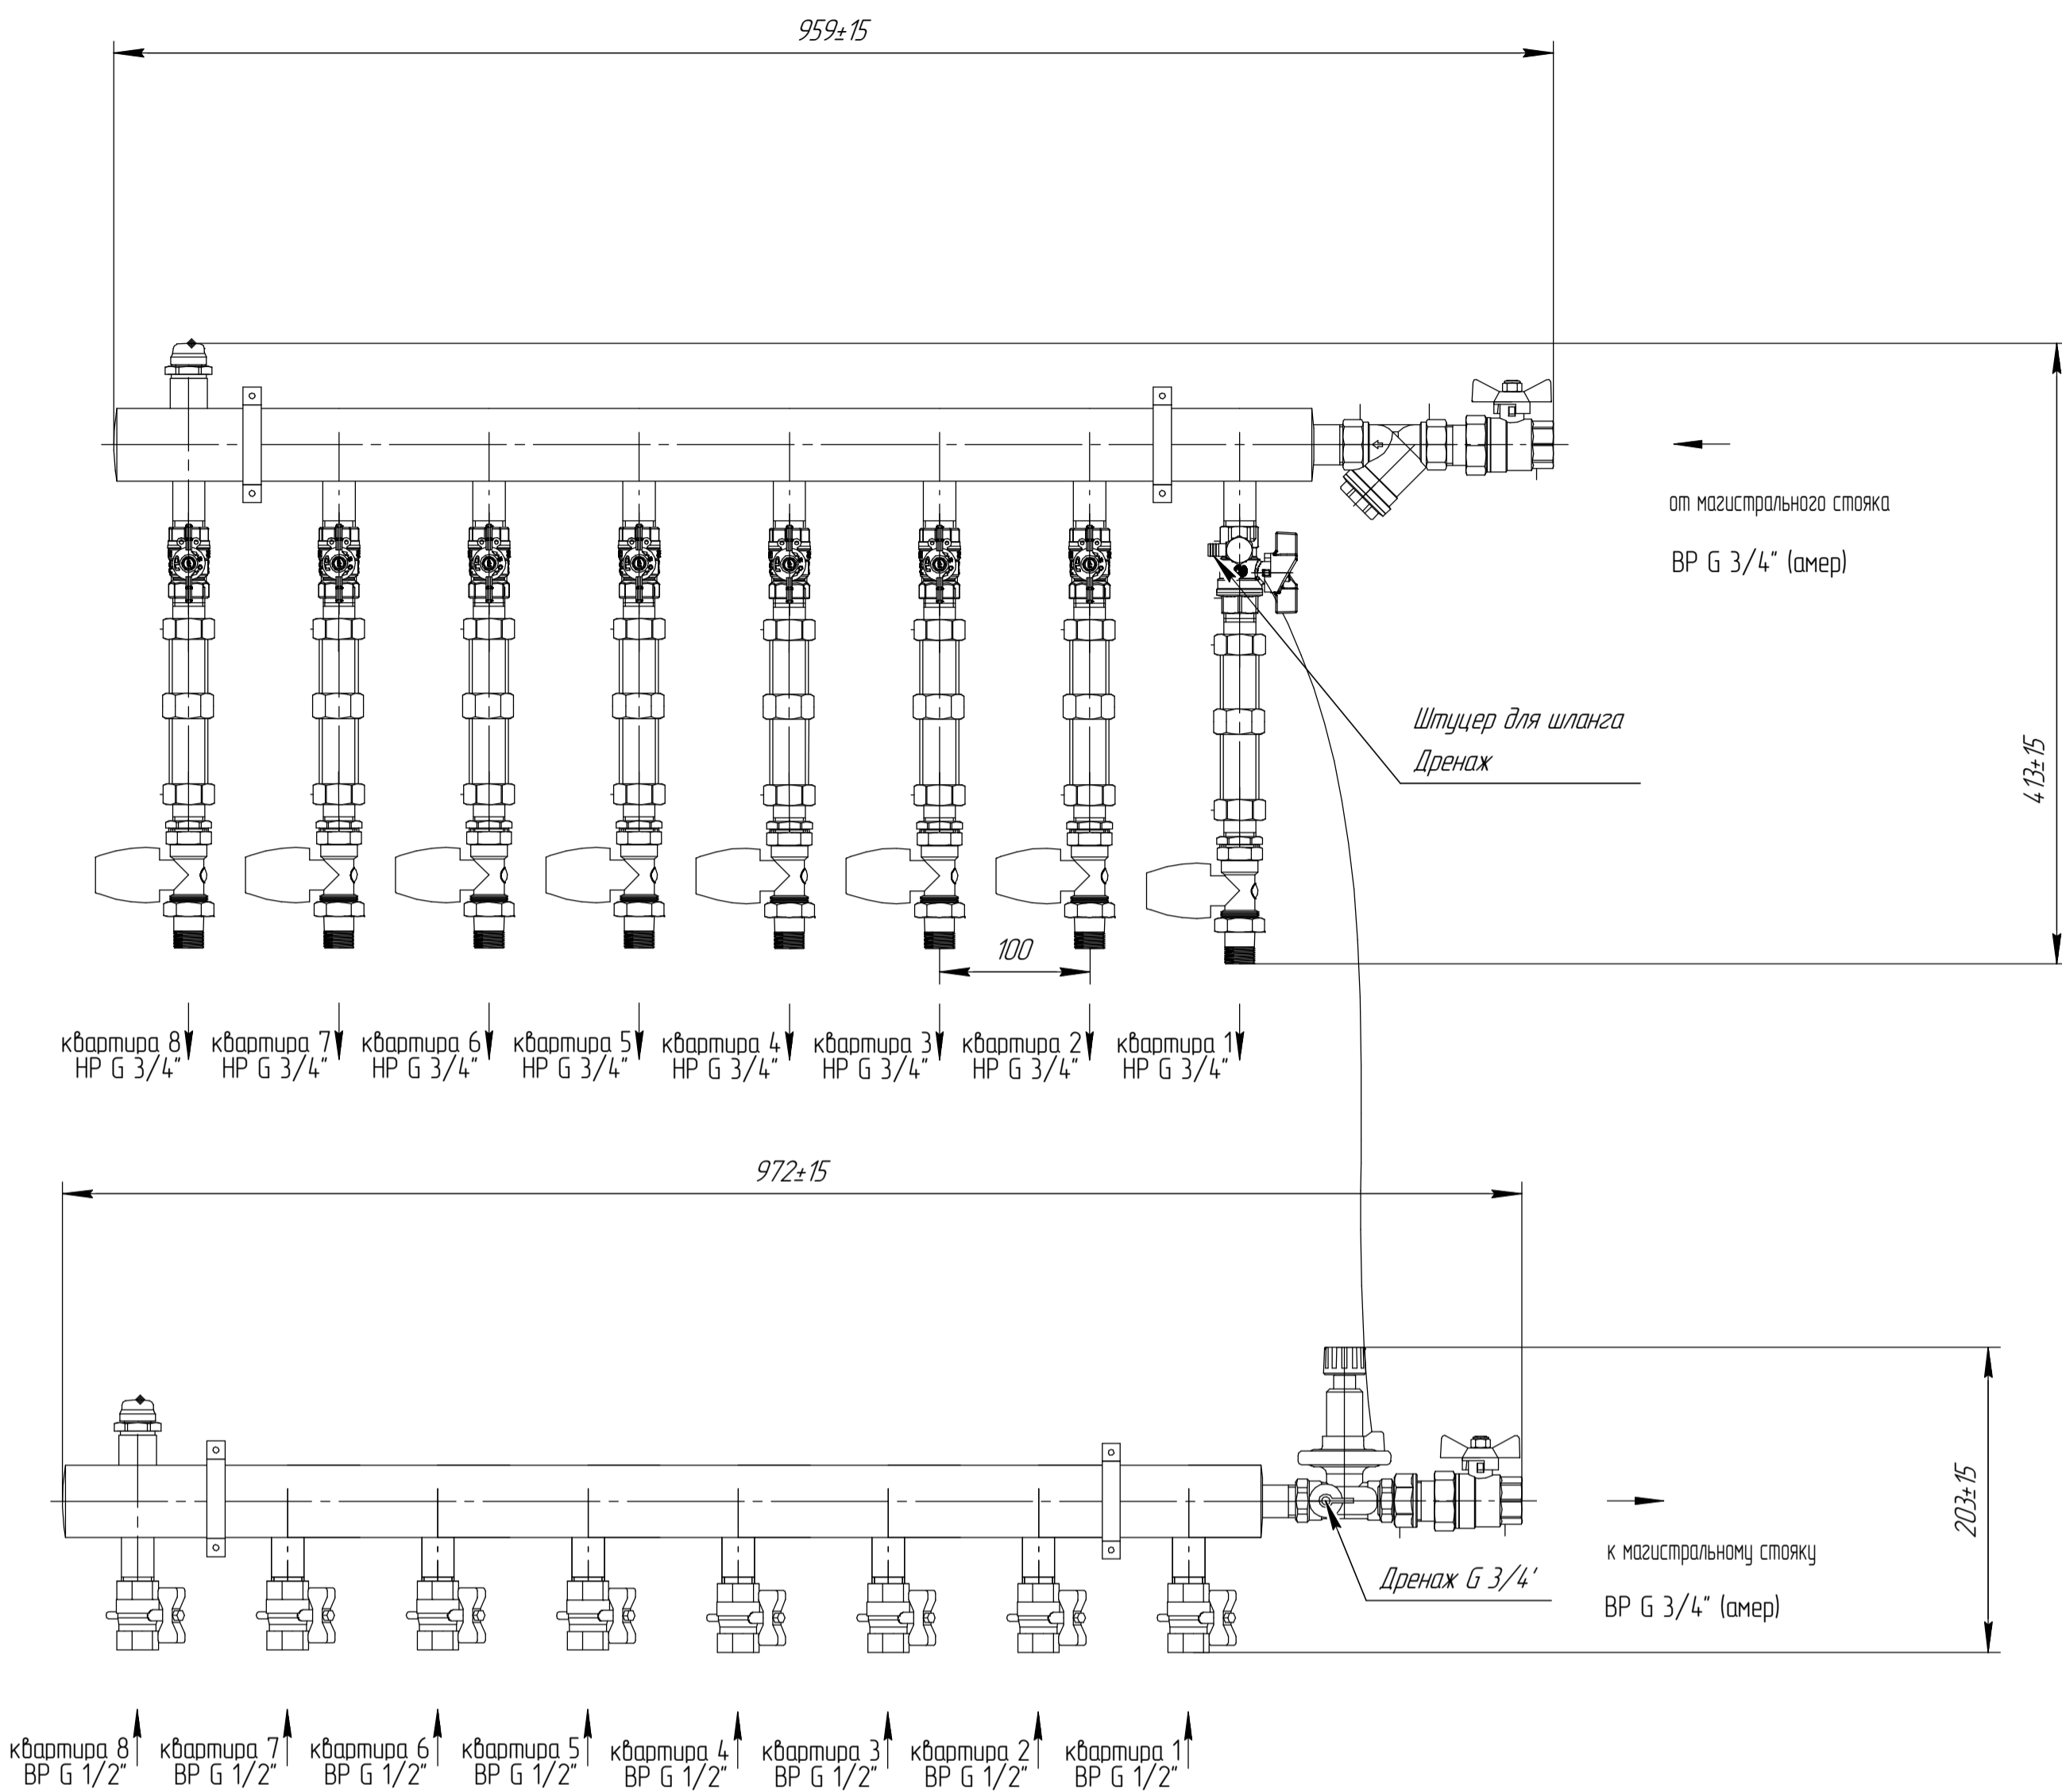 959±15
от магистрального стояка
ВР G 3/4" (амер)
Штуцер для шланга
Дренаж
413±15
100
квартира 8
НР G 3/4"
квартира 7
НР G 3/4"
квартира 6
НР G 3/4"
квартира 5
НР G 3/4"
квартира 4
НР G 3/4"
квартира 3
НР G 3/4"
квартира 2
НР G 3/4"
квартира 1
НР G 3/4"
972±15
203±15
к магистральному стояку
ВР G 3/4" (амер)
Дренаж G 3/4'
квартира 8
ВР G 1/2"
квартира 7
ВР G 1/2"
квартира 6
ВР G 1/2"
квартира 5
ВР G 1/2"
квартира 4
ВР G 1/2"
квартира 3
ВР G 1/2"
квартира 2
ВР G 1/2"
квартира 1
ВР G 1/2"